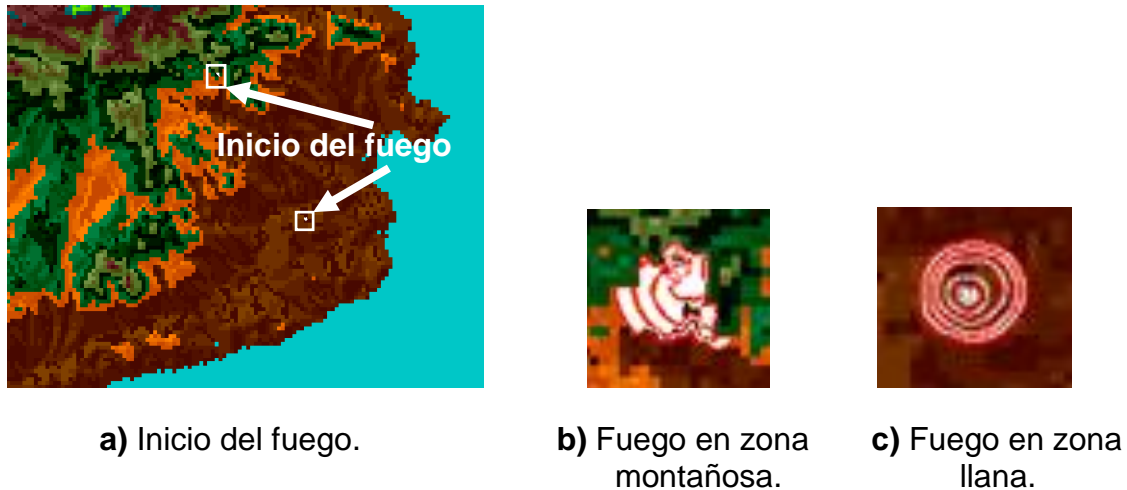 Inicio del fuego
a) Inicio del fuego.
b) Fuego en zona
montañosa.
c) Fuego en zona
llana.